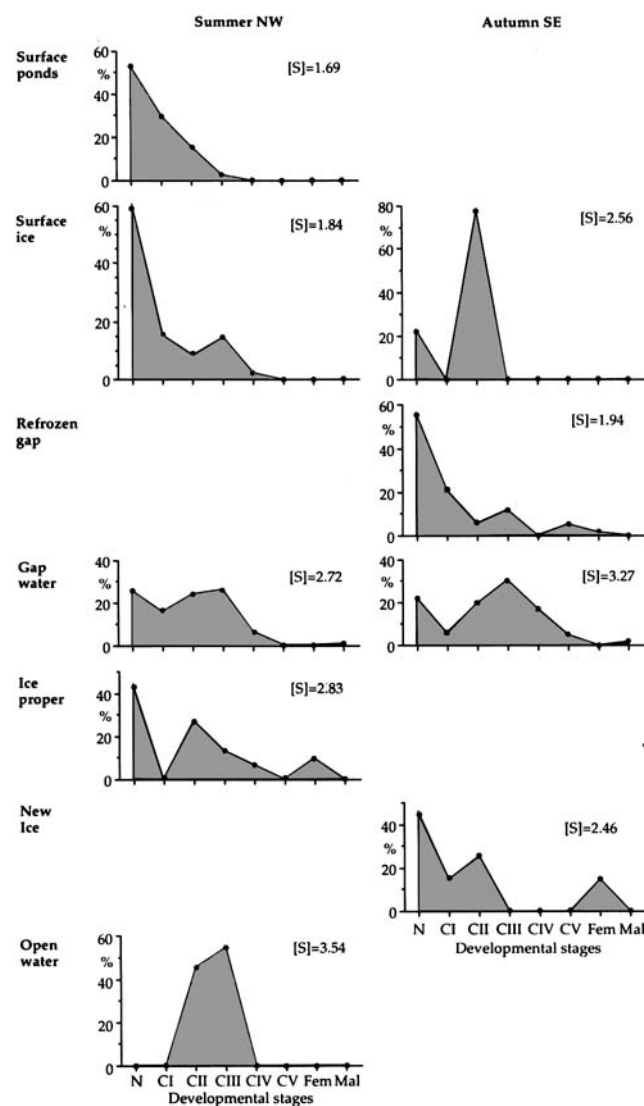 Summer NW Autumn SE
Surface ponds
60 % 40 20 0
[S]=1.69
Surface ice
60 % 40 20 0
[S]=1.84
80 % 60 40 20 0
[S]=2.56
Refrozen gap
60 % 40 20 0
[S]=1.94
Gap water
40 % 20 0
[S]=2.72
40 % 20 0
[S]=3.27
Ice proper
40 % 20 0
[S]=2.83
New Ice
40 % 20 0
[S]=2.46
N CI CII CIII CIV CV Fem Mal
Developmental stages
Open water
60 % 40 20 0
[S]=3.54
N CI CII CIII CIV CV Fem Mal
Developmental stages